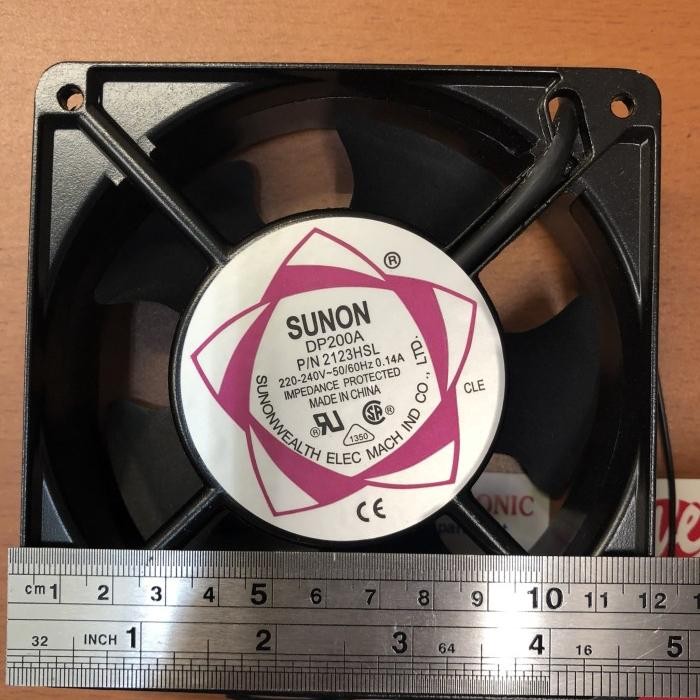 ®
SUNON
DP200A
P/N 2123HSL
220-240V~50/60Hz 0.14A
IMPEDANCE PROTECTED
MADE IN CHINA
CLE
® ®
1350
SUNONWEALTH ELEC MACH IND CO., LTD.
CE
ONIC
cm 1 2 3 4 5 6 7 8 9 10 11 12
32 INCH 1 2 3 64 4 16 5